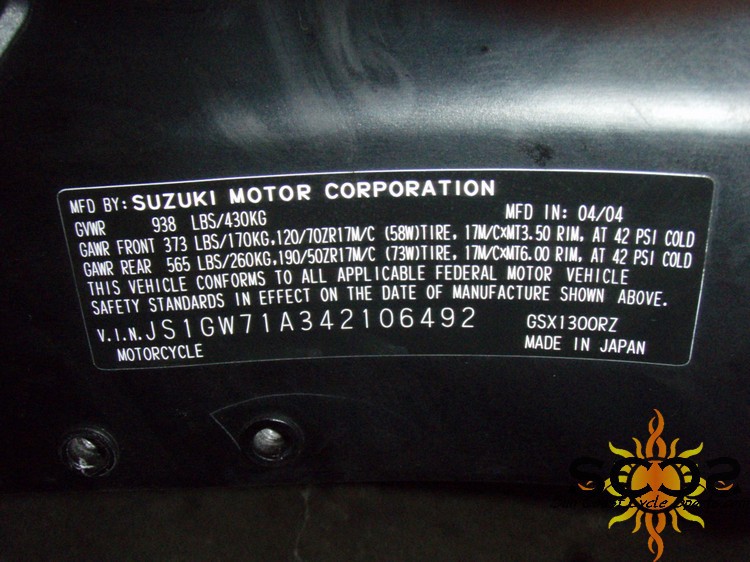 MFD BY: SUZUKI MOTOR CORPORATION
GVWR 938 LBS/430KG MFD IN: 04/04
GAWR FRONT 373 LBS/170KG, 120/70ZR17M/C (58W)TIRE, 17M/C×MT3.50 RIM, AT 42 PSI COLD
GAWR REAR 565 LBS/260KG, 190/50ZR17M/C (73W)TIRE, 17M/C×MT6.00 RIM, AT 42 PSI COLD
THIS VEHICLE CONFORMS TO ALL APPLICABLE FEDERAL MOTOR VEHICLE
SAFETY STANDARDS IN EFFECT ON THE DATE OF MANUFACTURE SHOWN ABOVE.
V.I.N. JS1GW71A342106492 GSX1300RZ
MOTORCYCLE MADE IN JAPAN